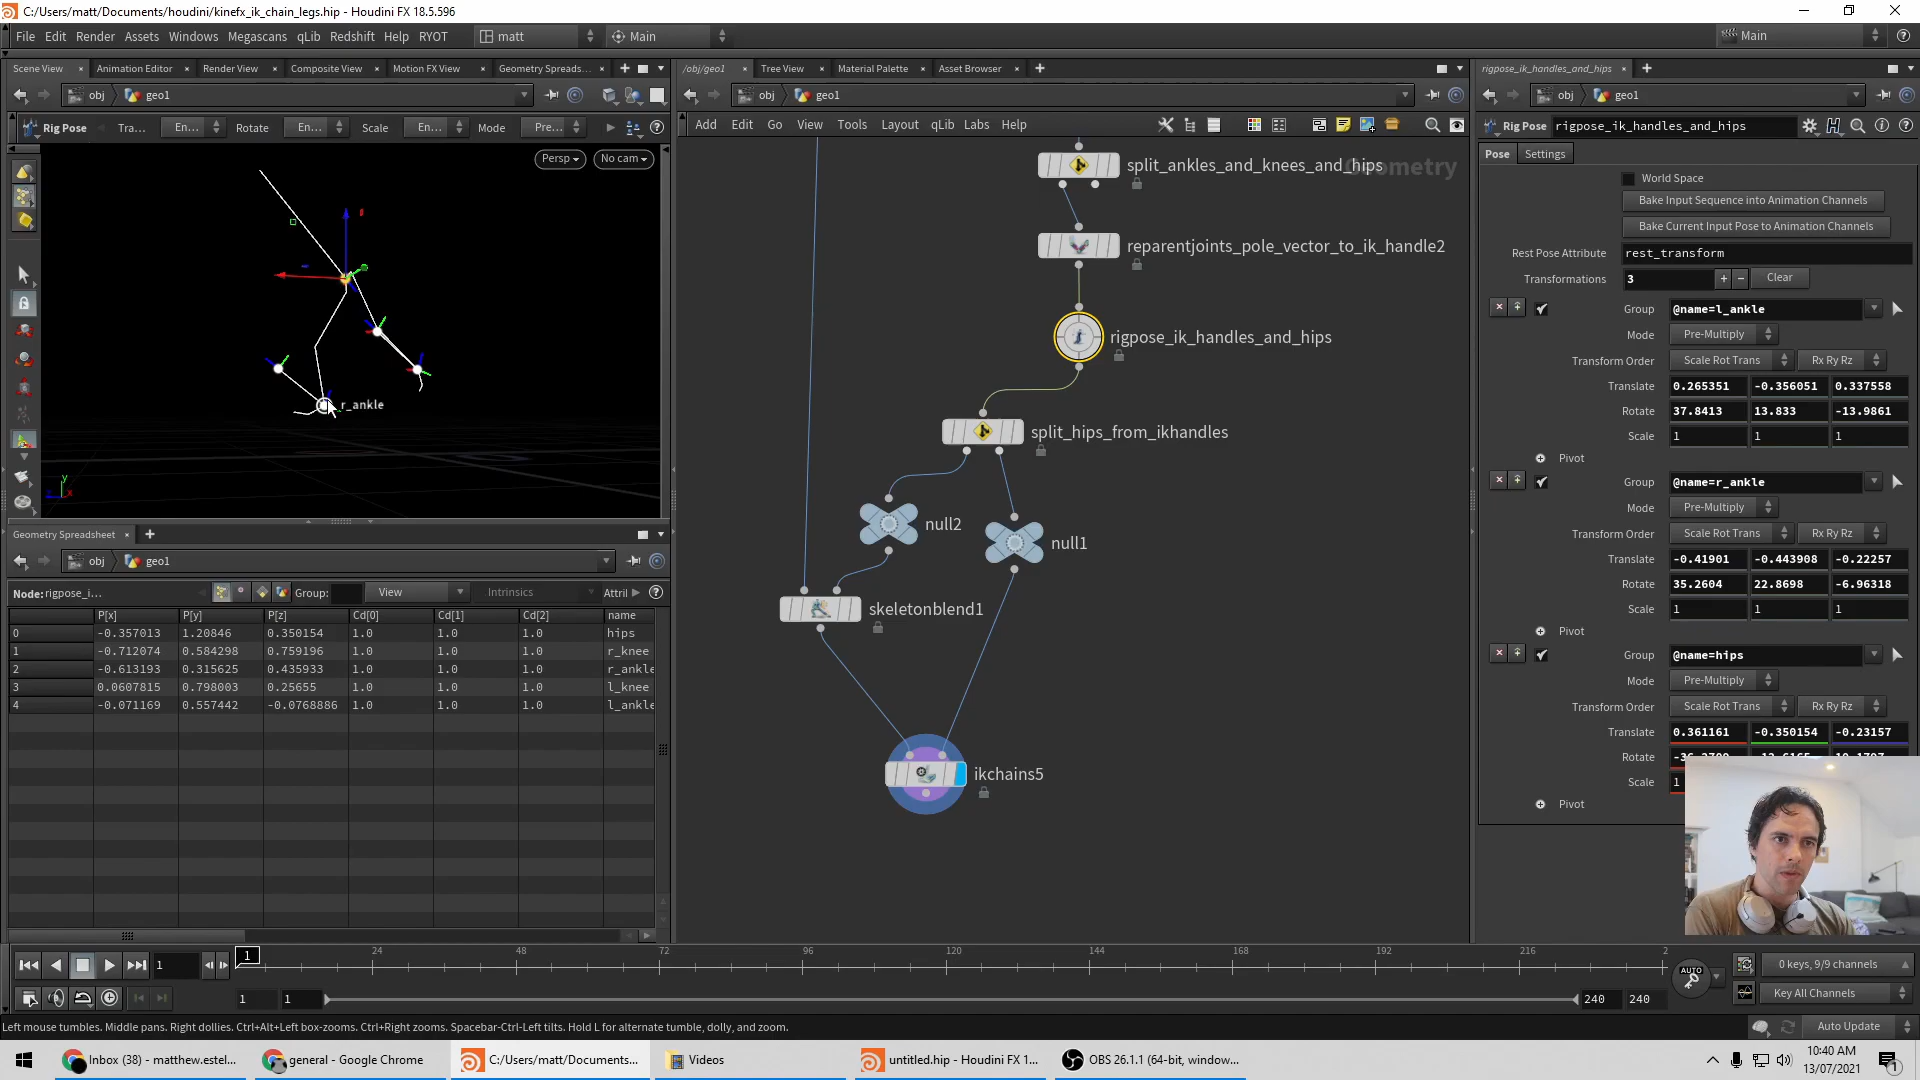 C:/Users/matt/Documents/houdini/kinefx_ik_chain_legs.hip - Houdini FX 18.5.596
File Edit Render Assets Windows Megascans qLib Redshift Help RYOT matt Main Main
Scene View Animation Editor Render View Composite View Motion FX View Geometry Spreads...
obj geo1
Rig Pose Tra... En... Rotate En... Scale En... Mode Pre...
Persp No cam
r_ankle
Geometry Spreadsheet
obj geo1
Node: rigpose_i... Group: View Intrinsics Attri
P[x] P[y] P[z] Cd[0] Cd[1] Cd[2] name
0 -0.357013 1.20846 0.350154 1.0 1.0 1.0 hips
1 -0.712074 0.584298 0.759196 1.0 1.0 1.0 r_knee
2 -0.613193 0.315625 0.435933 1.0 1.0 1.0 r_ankle
3 0.0607815 0.798003 0.25655 1.0 1.0 1.0 l_knee
4 -0.071169 0.557442 -0.0768886 1.0 1.0 1.0 l_ankle
/obj/geo1 Tree View Material Palette Asset Browser
obj geo1
Add Edit Go View Tools Layout qLib Labs Help
Geometry
split_ankles_and_knees_and_hips
reparentjoints_pole_vector_to_ik_handle2
rigpose_ik_handles_and_hips
split_hips_from_ikhandles
null2
null1
skeletonblend1
ikchains5
rigpose_ik_handles_and_hips
obj geo1
Rig Pose rigpose_ik_handles_and_hips
Pose Settings
World Space
Bake Input Sequence into Animation Channels
Bake Current Input Pose to Animation Channels
Rest Pose Attribute rest_transform
Transformations 3 + − Clear
Group @name=l_ankle
Mode Pre-Multiply
Transform Order Scale Rot Trans Rx Ry Rz
Translate 0.265351 -0.356051 0.337558
Rotate 37.8413 13.833 -13.9861
Scale 1 1 1
Pivot
Group @name=r_ankle
Mode Pre-Multiply
Transform Order Scale Rot Trans Rx Ry Rz
Translate -0.41901 -0.443908 -0.22257
Rotate 35.2604 22.8698 -6.96318
Scale 1 1 1
Pivot
Group @name=hips
Mode Pre-Multiply
Transform Order Scale Rot Trans Rx Ry Rz
Translate 0.361161 -0.350154 -0.23157
Rotate
Scale 1
Pivot
1 1 24 48 72 96 120 144 168 192 216 2
1 1 240 240
AUTO
0 keys, 9/9 channels
Key All Channels
Left mouse tumbles. Middle pans. Right dollies. Ctrl+Alt+Left box-zooms. Ctrl+Right zooms. Spacebar-Ctrl-Left tilts. Hold L for alternate tumble, dolly, and zoom.
Auto Update
Inbox (38) - matthew.estel... general - Google Chrome C:/Users/matt/Documents... Videos untitled.hip - Houdini FX 1... OBS 26.1.1 (64-bit, window...
10:40 AM
13/07/2021